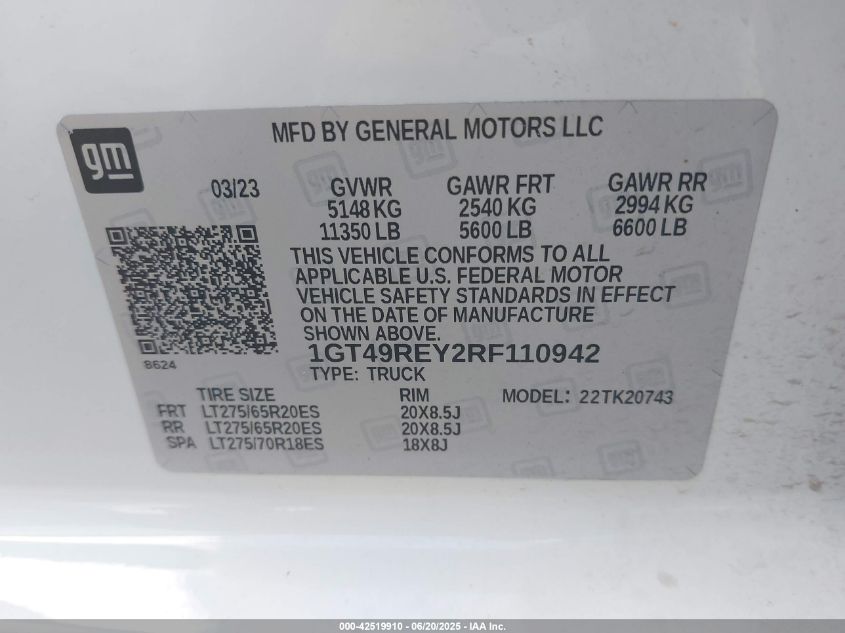 gm
MFD BY GENERAL MOTORS LLC
03/23 GVWR GAWR FRT GAWR RR
5148 KG 2540 KG 2994 KG
11350 LB 5600 LB 6600 LB
THIS VEHICLE CONFORMS TO ALL
APPLICABLE U.S. FEDERAL MOTOR
VEHICLE SAFETY STANDARDS IN EFFECT
ON THE DATE OF MANUFACTURE
SHOWN ABOVE.
8624
1GT49REY2RF110942
TYPE: TRUCK
TIRE SIZE RIM MODEL: 22TK20743
FRT LT275/65R20ES 20X8.5J
RR LT275/65R20ES 20X8.5J
SPA LT275/70R18ES 18X8J
000-42519910 - 06/20/2025 - IAA Inc.